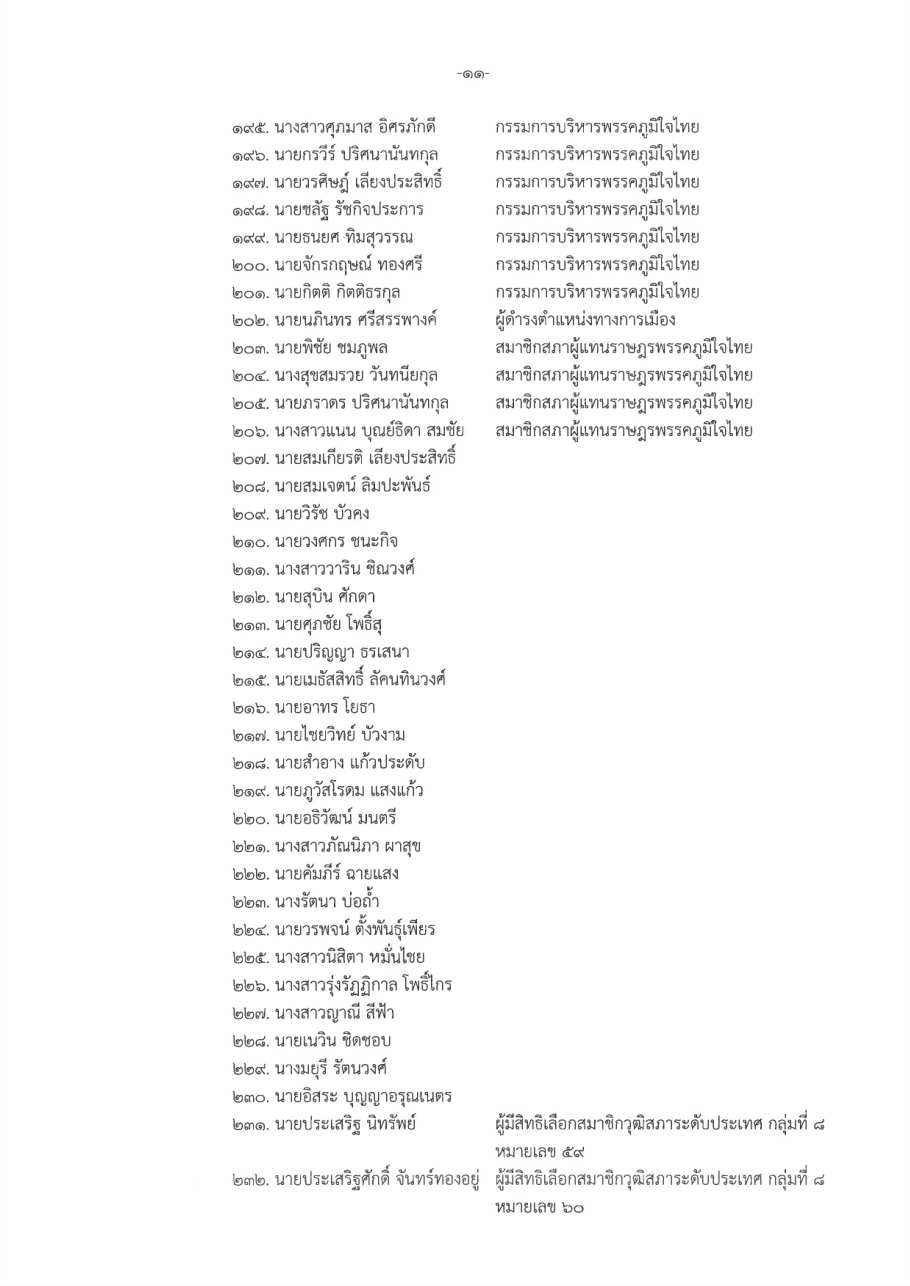 -๑๑-
๑๙๕. นางสาวศุภมาส อิศรภักดี กรรมการบริหารพรรคภูมิใจไทย
๑๙๖. นายกรวีร์ ปริศนานันทกุล กรรมการบริหารพรรคภูมิใจไทย
๑๙๗. นายวรศิษฎ์ เลียงประสิทธิ์ กรรมการบริหารพรรคภูมิใจไทย
๑๙๘. นายชลัฐ รัชกิจประการ กรรมการบริหารพรรคภูมิใจไทย
๑๙๙. นายธนยศ ทิมสุวรรณ กรรมการบริหารพรรคภูมิใจไทย
๒๐๐. นายจักรกฤษณ์ ทองศรี กรรมการบริหารพรรคภูมิใจไทย
๒๐๑. นายกิตติ กิตติธรกุล กรรมการบริหารพรรคภูมิใจไทย
๒๐๒. นายนภินทร ศรีสรรพางค์ ผู้ดำรงตำแหน่งทางการเมือง
๒๐๓. นายพิชัย ชมภูพล สมาชิกสภาผู้แทนราษฎรพรรคภูมิใจไทย
๒๐๔. นางสุขสมรวย วันทนียกุล สมาชิกสภาผู้แทนราษฎรพรรคภูมิใจไทย
๒๐๕. นายภราดร ปริศนานันทกุล สมาชิกสภาผู้แทนราษฎรพรรคภูมิใจไทย
๒๐๖. นางสาวแนน บุณย์ธิดา สมชัย สมาชิกสภาผู้แทนราษฎรพรรคภูมิใจไทย
๒๐๗. นายสมเกียรติ เลียงประสิทธิ์
๒๐๘. นายสมเจตน์ ลิมปะพันธ์
๒๐๙. นายวิรัช บัวคง
๒๑๐. นายวงศกร ชนะกิจ
๒๑๑. นางสาววาริน ชิณวงศ์
๒๑๒. นายสุบิน ศักดา
๒๑๓. นายศุภชัย โพธิ์สุ
๒๑๔. นายปริญญา ธรเสนา
๒๑๕. นายเมธัสสิทธิ์ ลัคนทินวงศ์
๒๑๖. นายอาทร โยธา
๒๑๗. นายไชยวิทย์ บัวงาม
๒๑๘. นายสำอาง แก้วประดับ
๒๑๙. นายภูวัสโรดม แสงแก้ว
๒๒๐. นายอธิวัฒน์ มนตรี
๒๒๑. นางสาวภัณนิภา ผาสุข
๒๒๒. นายคัมภีร์ ฉายแสง
๒๒๓. นางรัตนา บ่อถ้ำ
๒๒๔. นายวรพจน์ ตั้งพันธุ์เพียร
๒๒๕. นางสาวนิสิตา หมั่นไชย
๒๒๖. นางสาวรุ่งรัฏฏิกาล โพธิ์ไกร
๒๒๗. นางสาวญาณี สีฟ้า
๒๒๘. นายเนวิน ชิดชอบ
๒๒๙. นางมยุรี รัตนวงศ์
๒๓๐. นายอิสระ บุญญาอรุณเนตร
๒๓๑. นายประเสริฐ นิทรัพย์ ผู้มีสิทธิเลือกสมาชิกวุฒิสภาระดับประเทศ กลุ่มที่ ๘
หมายเลข ๕๙
๒๓๒. นายประเสริฐศักดิ์ จันทร์ทองอยู่ ผู้มีสิทธิเลือกสมาชิกวุฒิสภาระดับประเทศ กลุ่มที่ ๘
หมายเลข ๖๐